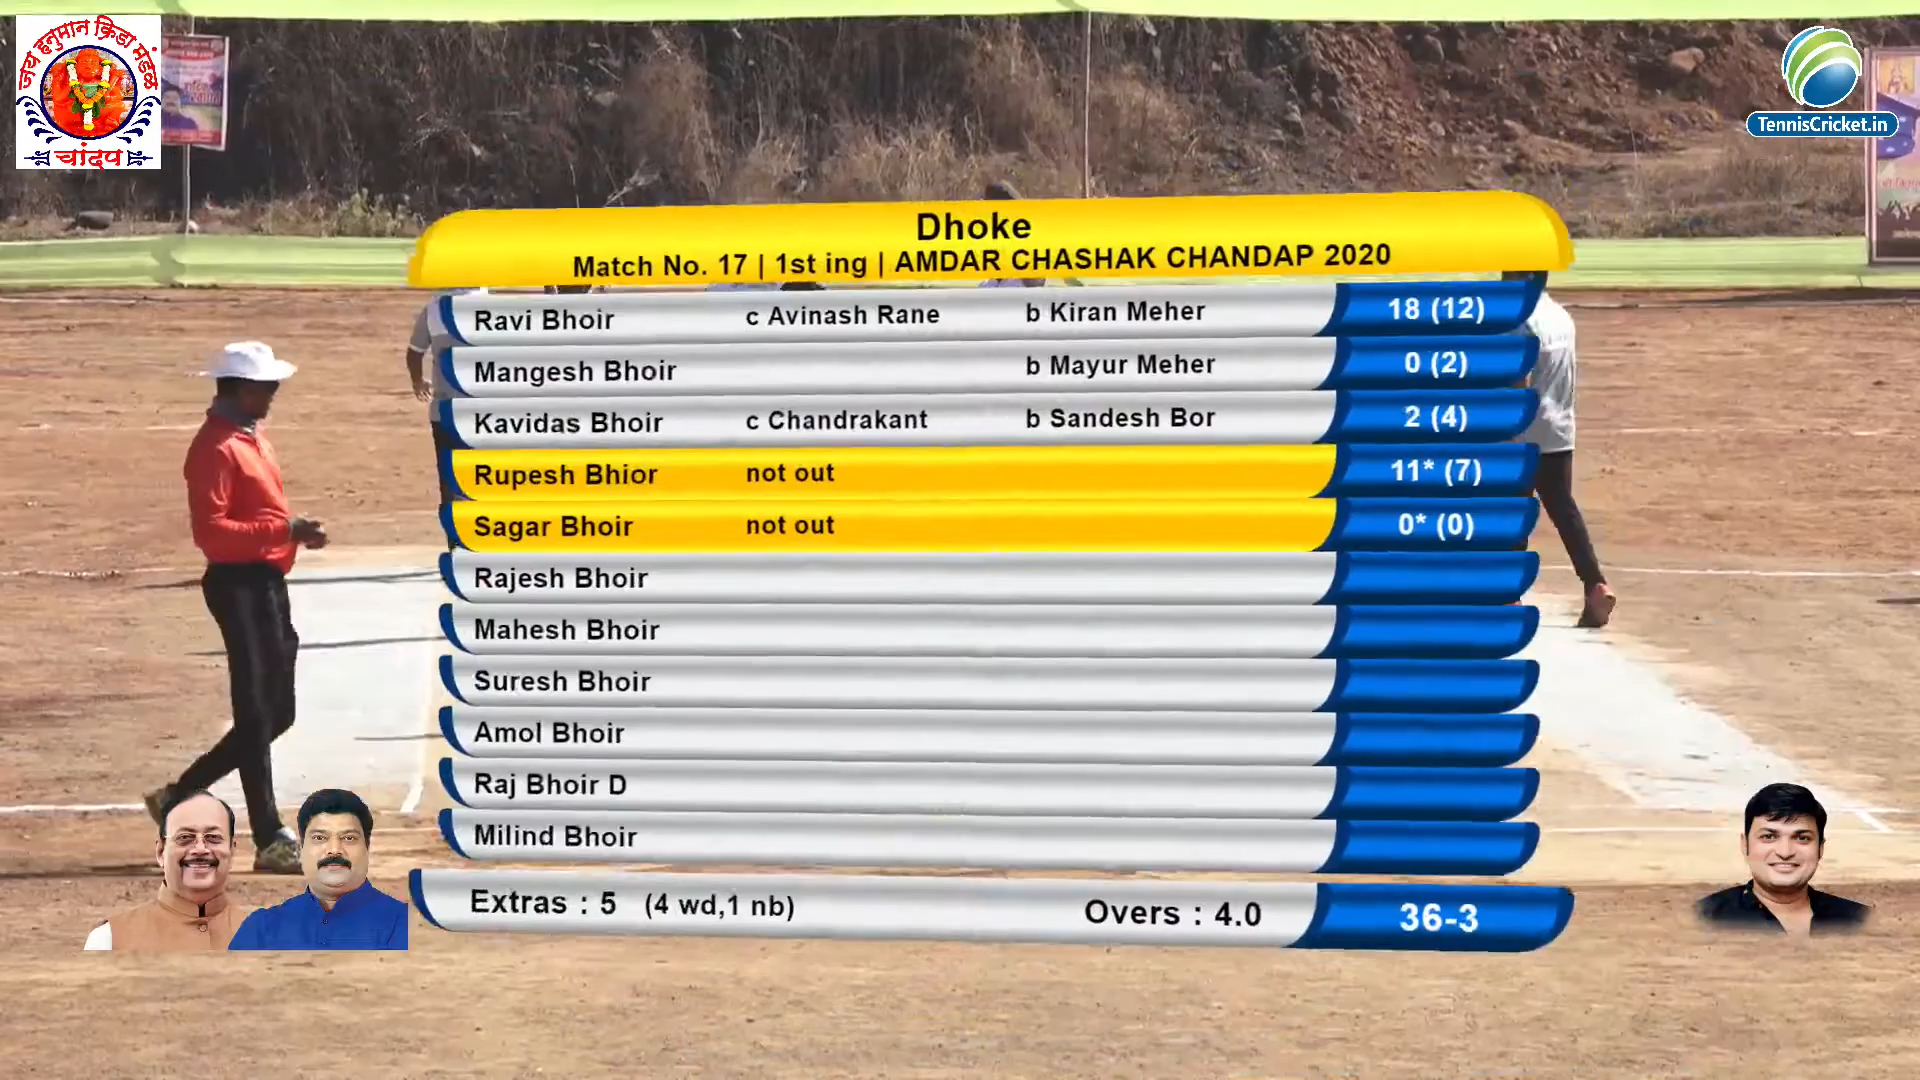 जय हनुमान क्रिडा मंडळ
चांदप
TennisCricket.in
Dhoke
Match No. 17 | 1st ing | AMDAR CHASHAK CHANDAP 2020
Ravi Bhoir c Avinash Rane b Kiran Meher 18 (12)
Mangesh Bhoir b Mayur Meher 0 (2)
Kavidas Bhoir c Chandrakant b Sandesh Bor 2 (4)
Rupesh Bhior not out 11* (7)
Sagar Bhoir not out 0* (0)
Rajesh Bhoir
Mahesh Bhoir
Suresh Bhoir
Amol Bhoir
Raj Bhoir D
Milind Bhoir
Extras : 5 (4 wd,1 nb) Overs : 4.0 36-3